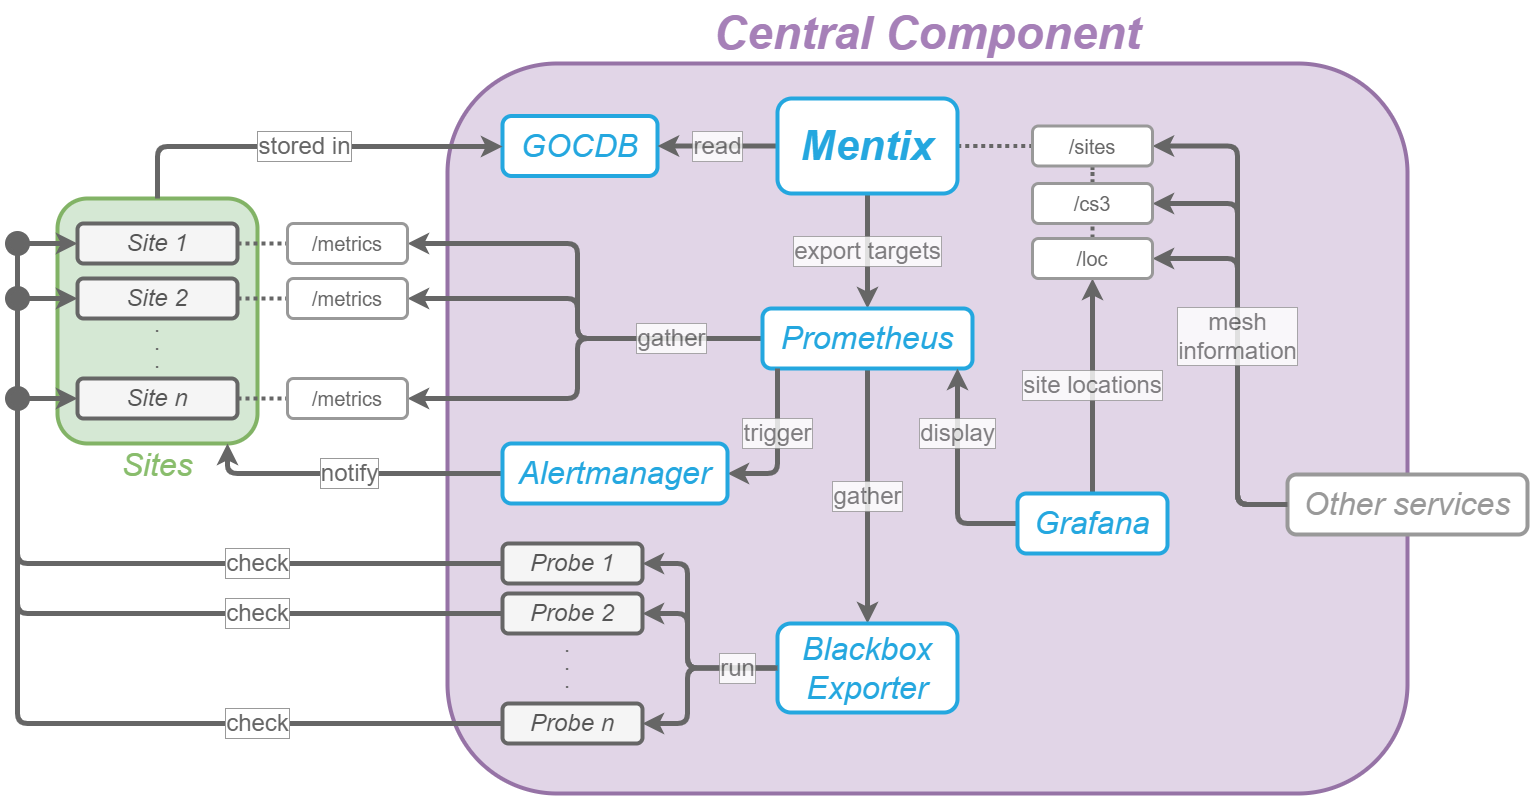 Central Component
stored in
GOCDB
read
Mentix
/sites
/cs3
/loc
Site 1
/metrics
Site 2
/metrics
.
.
.
Site n
/metrics
Sites
export targets
gather
Prometheus
mesh
information
site locations
trigger
display
notify
Alertmanager
gather
Grafana
Other services
check
Probe 1
check
Probe 2
.
.
.
check
Probe n
run
Blackbox
Exporter